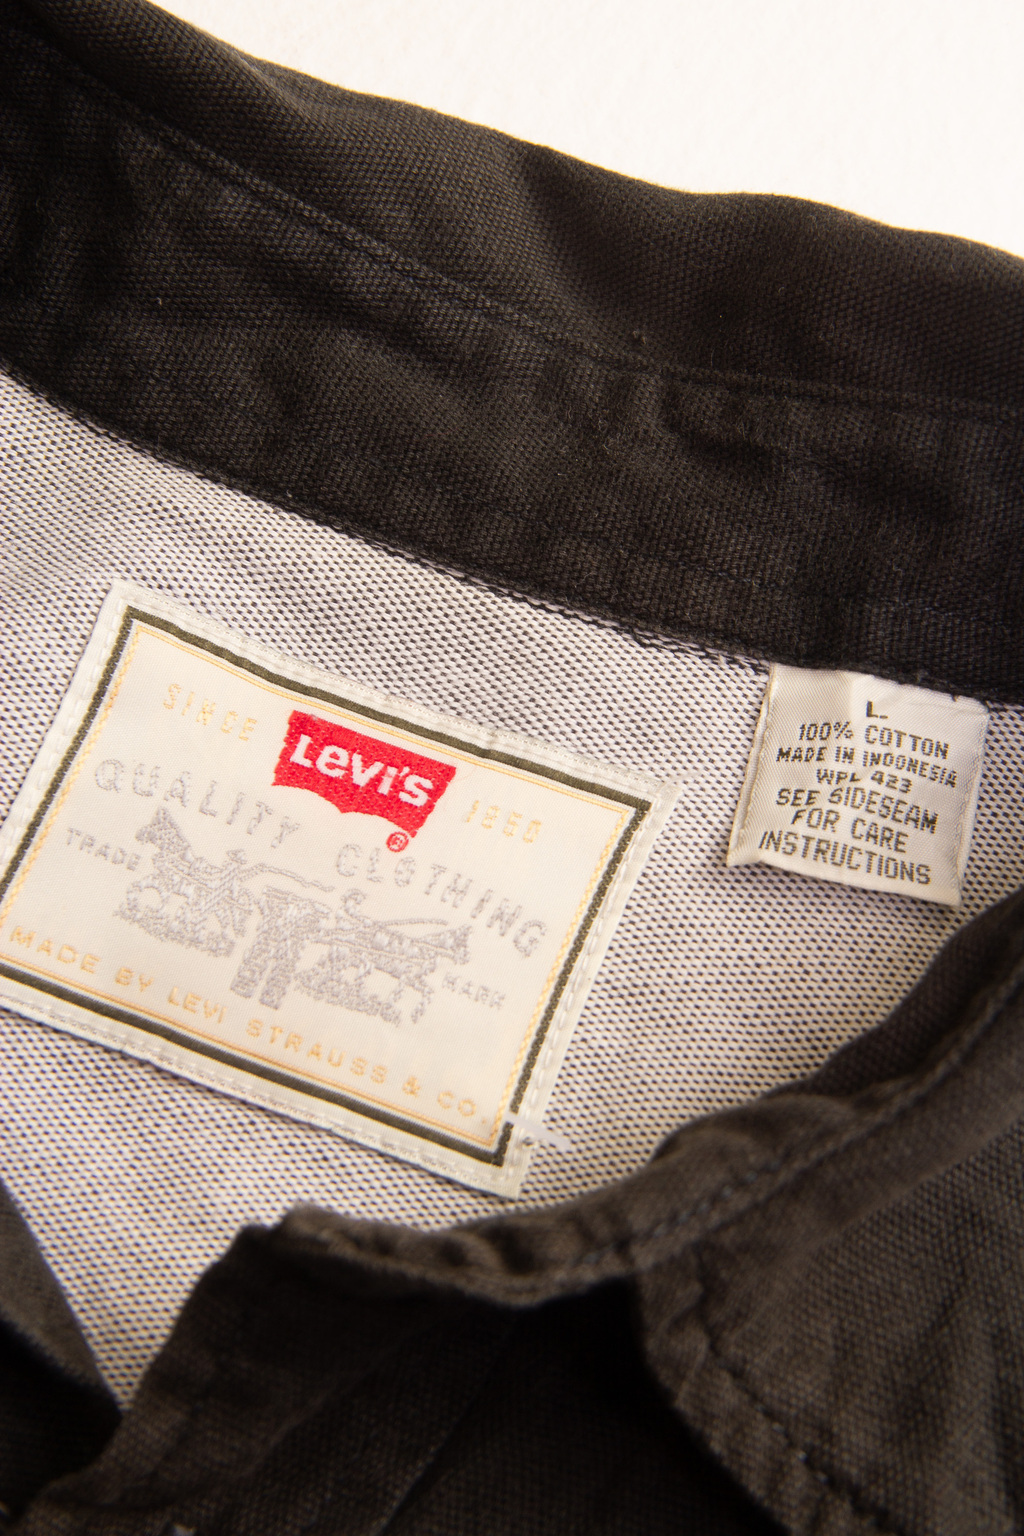 SINCE Levi's 1850
®
QUALITY CLOTHING
TRADE MARK
MADE BY LEVI STRAUSS & CO.
L
100% COTTON
MADE IN INDONESIA
WPL 423
SEE SIDESEAM
FOR CARE
INSTRUCTIONS